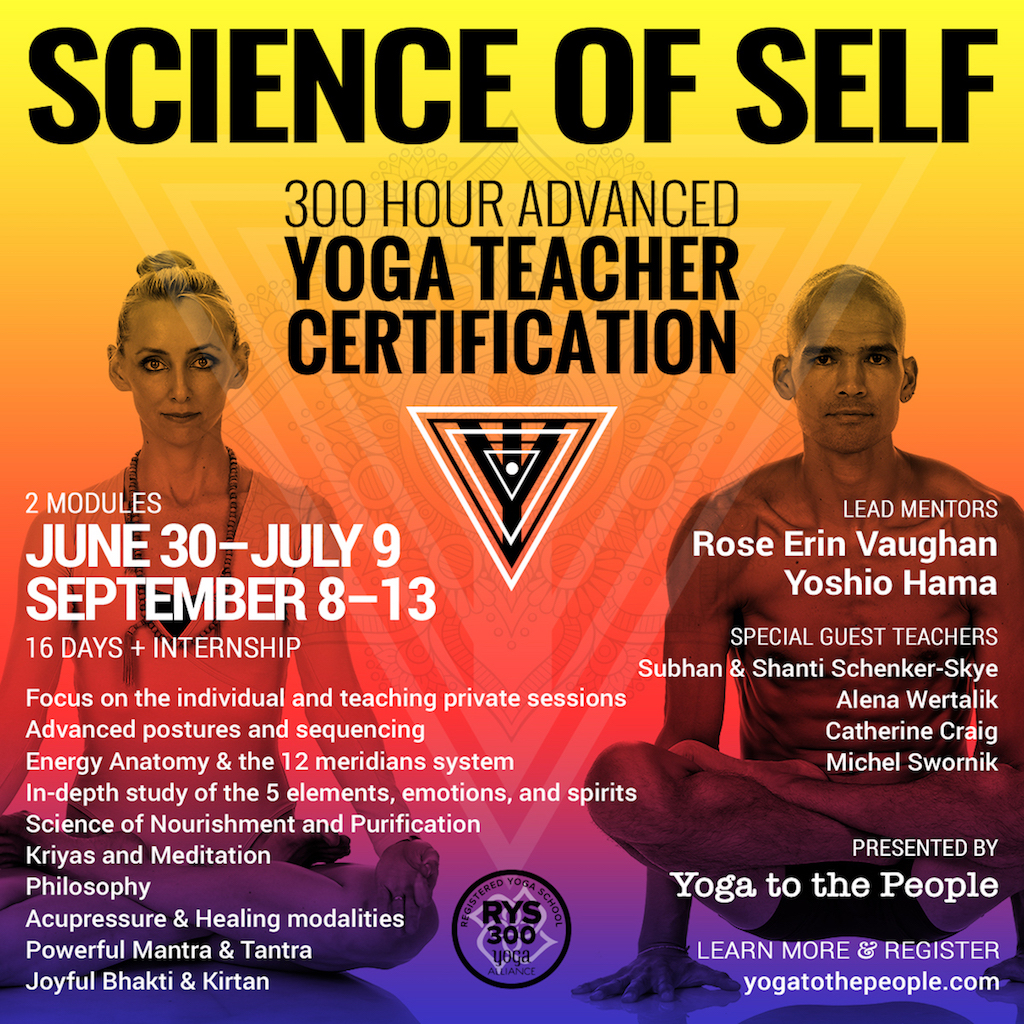 SCIENCE OF SELF
300 HOUR ADVANCED
YOGA TEACHER
CERTIFICATION
2 MODULES
JUNE 30–JULY 9
SEPTEMBER 8–13
16 DAYS + INTERNSHIP
Focus on the individual and teaching private sessions
Advanced postures and sequencing
Energy Anatomy & the 12 meridians system
In-depth study of the 5 elements, emotions, and spirits
Science of Nourishment and Purification
Kriyas and Meditation
Philosophy
Acupressure & Healing modalities
Powerful Mantra & Tantra
Joyful Bhakti & Kirtan
LEAD MENTORS
Rose Erin Vaughan
Yoshio Hama
SPECIAL GUEST TEACHERS
Subhan & Shanti Schenker-Skye
Alena Wertalik
Catherine Craig
Michel Swornik
PRESENTED BY
Yoga to the People
LEARN MORE & REGISTER
yogatothepeople.com
REGISTERED YOGA SCHOOL
RYS
300
yoga
ALLIANCE